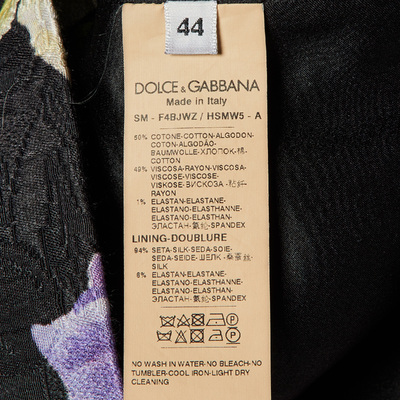 44
DOLCE & GABBANA
Made in Italy
SM - F4BJWZ / HSMW5 - A
50% COTONE-COTTON-ALGODON-
COTON-ALGODÃO-
BAUMWOLLE-ХЛОПОК-棉-
COTTON
49% VISCOSA-RAYON-VISCOSA-
VISCOSE-VISCOSE-
VISKOSE-ВИСКОЗА-粘纤-
RAYON
1% ELASTAN-ELASTANE-
ELASTANO-ELASTHANNE-
ELASTANO-ELASTHAN-
ЭЛАСТАН-氨纶-SPANDEX
LINING-DOUBLURE
94% SETA-SILK-SEDA-SOIE-
SEDA-SEIDE-ШЕЛК-桑蚕丝-
SILK
6% ELASTAN-ELASTANE-
ELASTANO-ELASTHANNE-
ELASTANO-ELASTHAN-
ЭЛАСТАН-氨纶-SPANDEX
NO WASH IN WATER-NO BLEACH-NO
TUMBLER-COOL IRON-LIGHT DRY
CLEANING